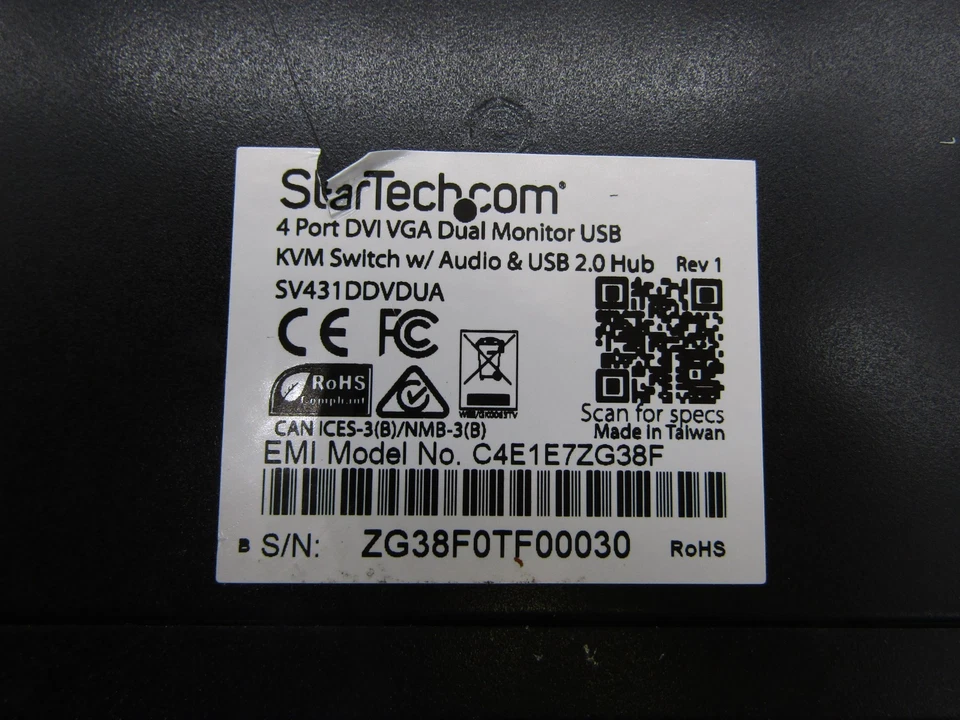 StarTech.com®
4 Port DVI VGA Dual Monitor USB
KVM Switch w/ Audio & USB 2.0 Hub Rev 1
SV431DDVDUA
CE FC
RoHS
Compliant
CAN ICES-3(B)/NMB-3(B)
Scan for specs
Made In Taiwan
EMI Model No. C4E1E7ZG38F
B S/N: ZG38F0TF00030 RoHS